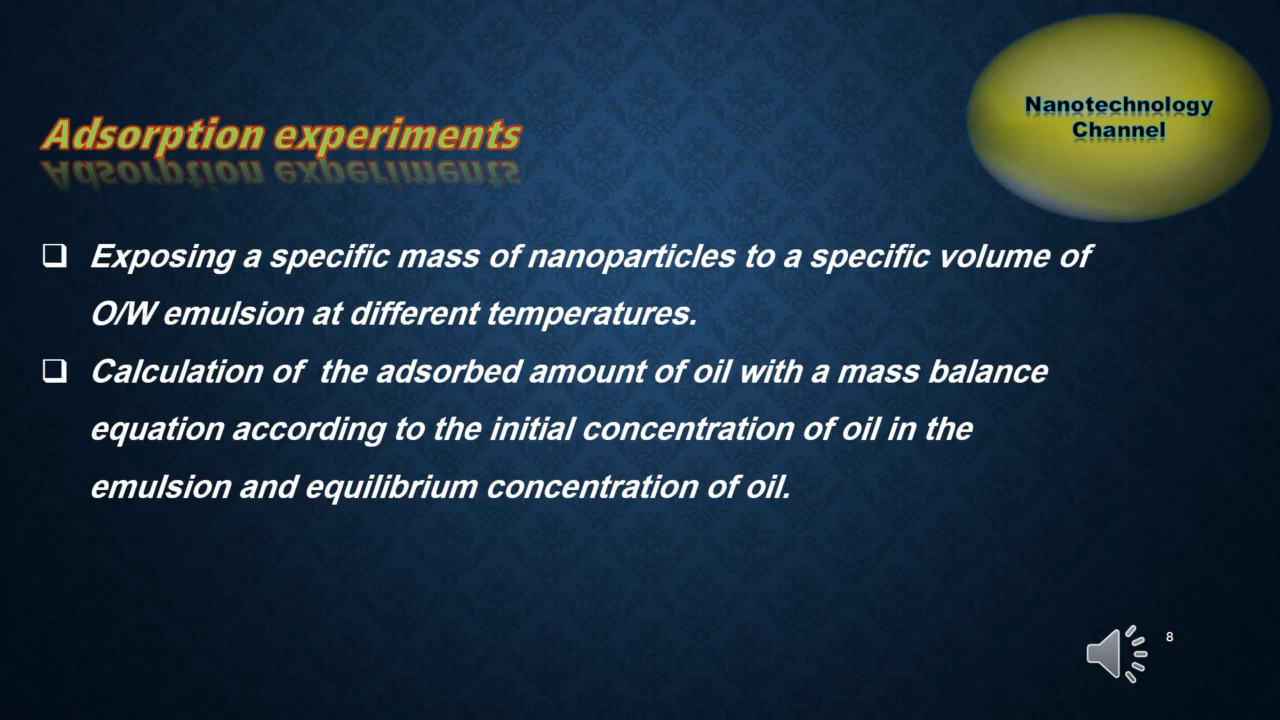 Nanotechnology
Channel
Adsorption experiments
❑ Exposing a specific mass of nanoparticles to a specific volume of
O/W emulsion at different temperatures.
❑ Calculation of  the adsorbed amount of oil with a mass balance
equation according to the initial concentration of oil in the
emulsion and equilibrium concentration of oil.
8